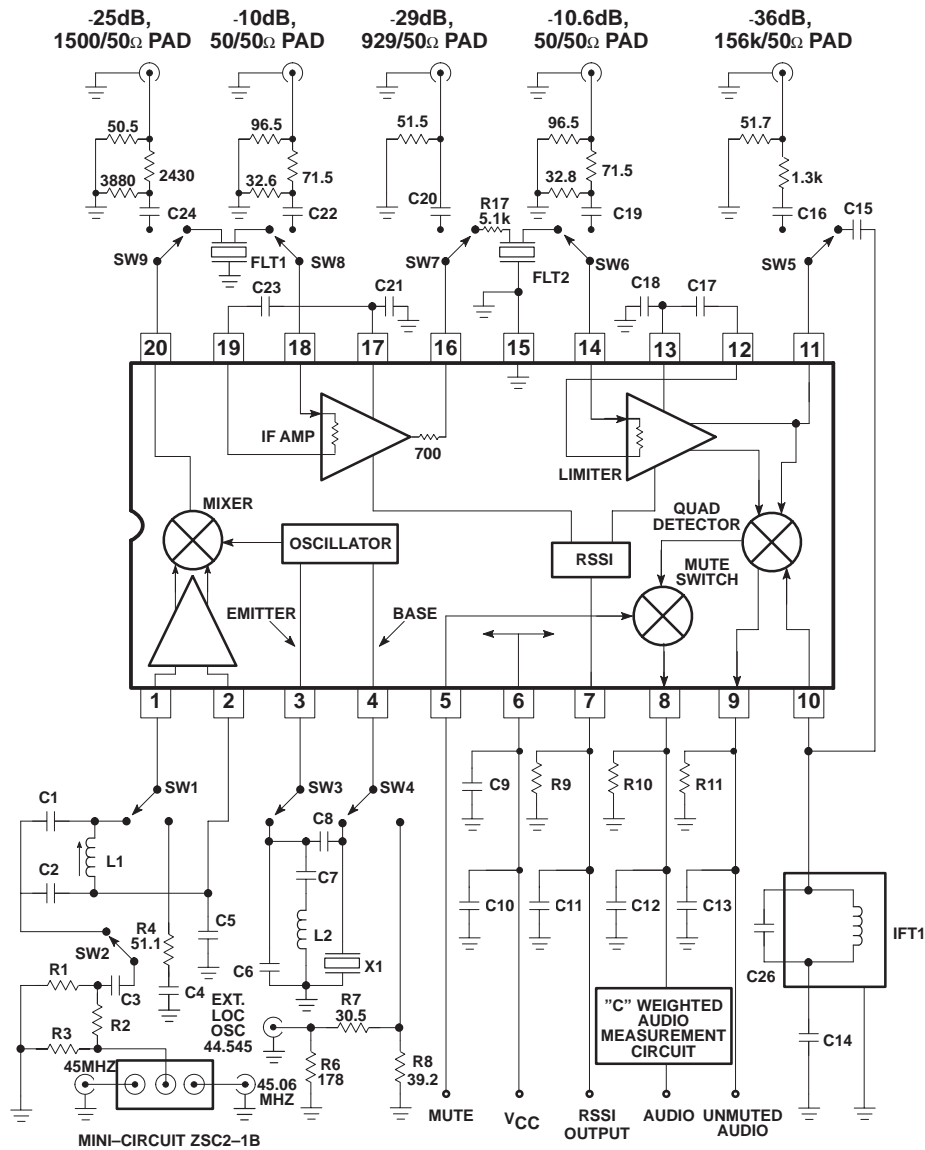 -25dB,
1500/50Ω PAD
-10dB,
50/50Ω PAD
-29dB,
929/50Ω PAD
-10.6dB,
50/50Ω PAD
-36dB,
156k/50Ω PAD
50.5
2430
3880
C24
96.5
71.5
32.6
C22
51.5
C20
96.5
71.5
32.8
C19
51.7
1.3k
C16
C15
R17
5.1k
SW9
FLT1
SW8
SW7
FLT2
SW6
SW5
C23
C21
C18
C17
20
19
18
17
16
15
14
13
12
11
IF AMP
700
LIMITER
MIXER
OSCILLATOR
RSSI
QUAD
DETECTOR
MUTE
SWITCH
EMITTER
BASE
1
2
3
4
5
6
7
8
9
10
SW1
SW3
SW4
C9
R9
R10
R11
C1
L1
C2
C8
C7
L2
C10
C11
C12
C13
C5
R4
51.1
SW2
C6
X1
C26
IFT1
R1
C3
C4
R2
R3
EXT.
LOC
OSC
44.545
R7
30.5
R6
178
R8
39.2
"C" WEIGHTED
AUDIO
MEASUREMENT
CIRCUIT
C14
45MHZ
45.06
MHZ
MINI–CIRCUIT ZSC2–1B
MUTE
VCC
RSSI
OUTPUT
AUDIO
UNMUTED
AUDIO